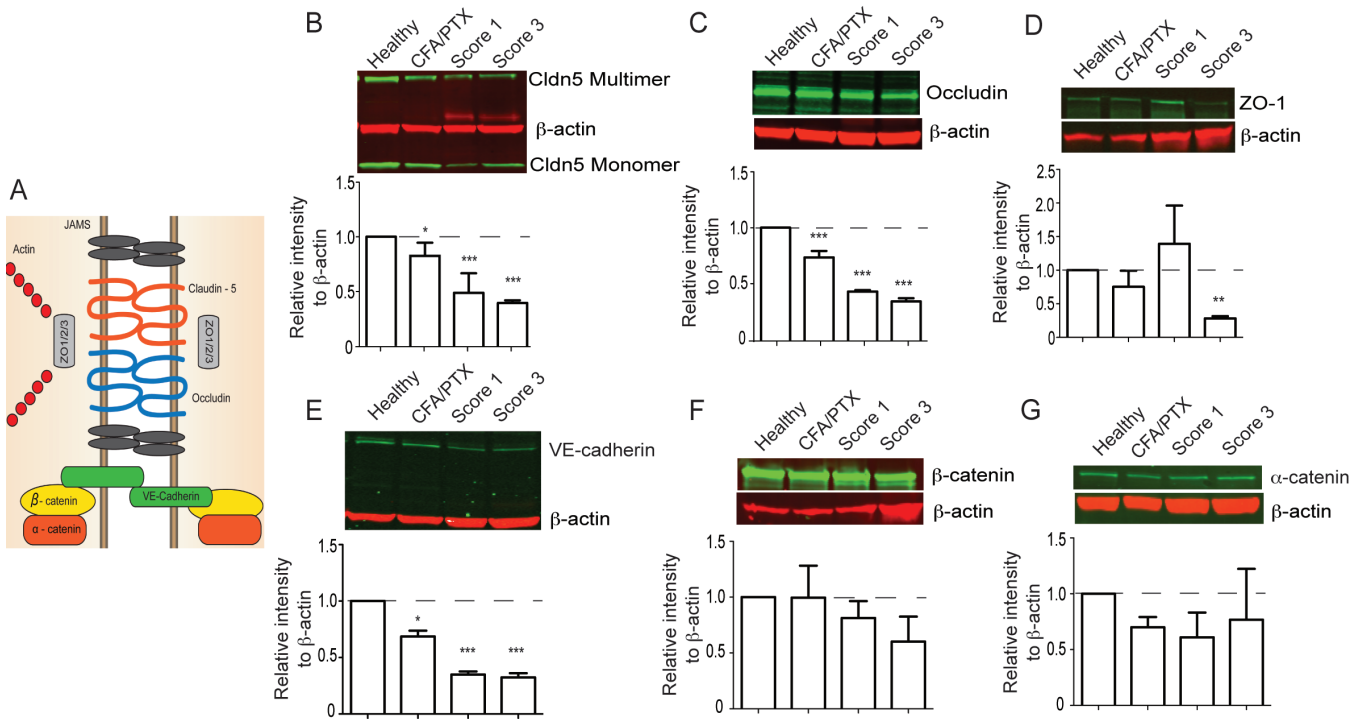 A
JAMS
Actin
Claudin - 5
ZO1/2/3
ZO1/2/3
Occludin
β- catenin
VE-Cadherin
α - catenin
B
Healthy
CFA/PTX
Score 1
Score 3
Cldn5 Multimer
β-actin
Cldn5 Monomer
Relative intensity
to β-actin
1.5
1.0
0.5
0
*
***
***
C
Healthy
CFA/PTX
Score 1
Score 3
Occludin
β-actin
Relative intensity
to β-actin
1.5
1.0
0.5
0
***
***
***
D
Healthy
CFA/PTX
Score 1
Score 3
ZO-1
β-actin
Relative intensity
to β-actin
2.5
2.0
1.5
1.0
0.5
0
**
E
Healthy
CFA/PTX
Score 1
Score 3
VE-cadherin
β-actin
Relative intensity
to β-actin
1.5
1.0
0.5
0
*
***
***
F
Healthy
CFA/PTX
Score 1
Score 3
β-catenin
β-actin
Relative intensity
to β-actin
1.5
1.0
0.5
0
G
Healthy
CFA/PTX
Score 1
Score 3
α-catenin
β-actin
Relative intensity
to β-actin
1.5
1.0
0.5
0